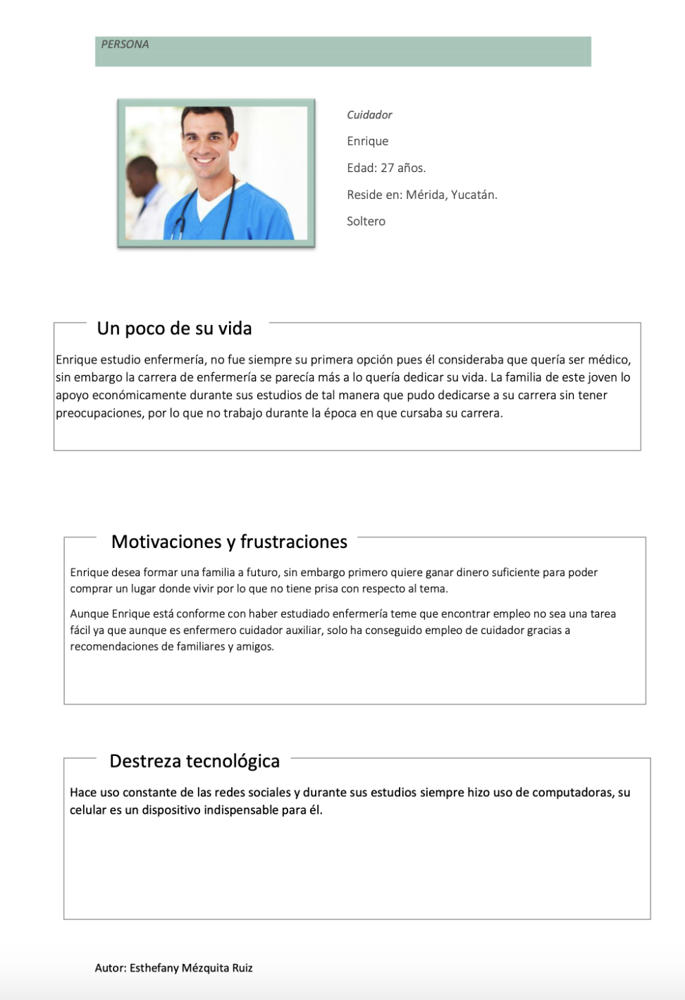 PERSONA
Cuidador
Enrique
Edad: 27 años.
Reside en: Mérida, Yucatán.
Soltero
Un poco de su vida
Enrique estudio enfermería, no fue siempre su primera opción pues él consideraba que quería ser médico,
sin embargo la carrera de enfermería se parecía más a lo quería dedicar su vida. La familia de este joven lo
apoyo económicamente durante sus estudios de tal manera que pudo dedicarse a su carrera sin tener
preocupaciones, por lo que no trabajo durante la época en que cursaba su carrera.
Motivaciones y frustraciones
Enrique desea formar una familia a futuro, sin embargo primero quiere ganar dinero suficiente para poder
comprar un lugar donde vivir por lo que no tiene prisa con respecto al tema.
Aunque Enrique está conforme con haber estudiado enfermería teme que encontrar empleo no sea una tarea
fácil ya que aunque es enfermero cuidador auxiliar, solo ha conseguido empleo de cuidador gracias a
recomendaciones de familiares y amigos.
Destreza tecnológica
Hace uso constante de las redes sociales y durante sus estudios siempre hizo uso de computadoras, su
celular es un dispositivo indispensable para él.
Autor: Esthefany Mézquita Ruiz